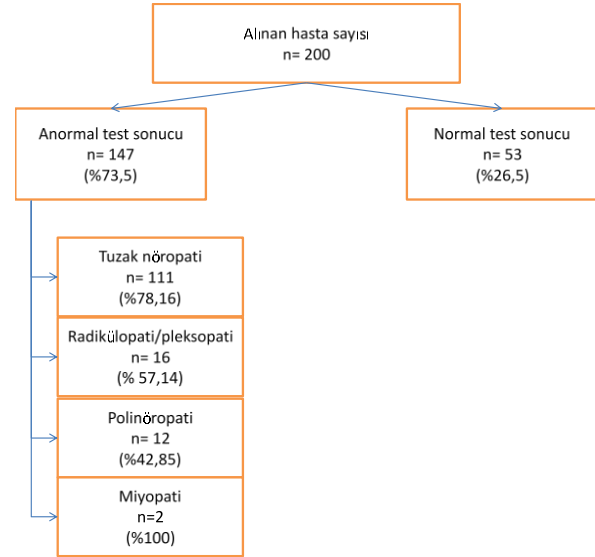 Alınan hasta sayısı
n= 200
Anormal test sonucu
n= 147
(%73,5)
Normal test sonucu
n= 53
(%26,5)
Tuzak nöropati
n= 111
(%78,16)
Radikülopati/pleksopati
n= 16
(% 57,14)
Polinöropati
n= 12
(%42,85)
Miyopati
n=2
(%100)